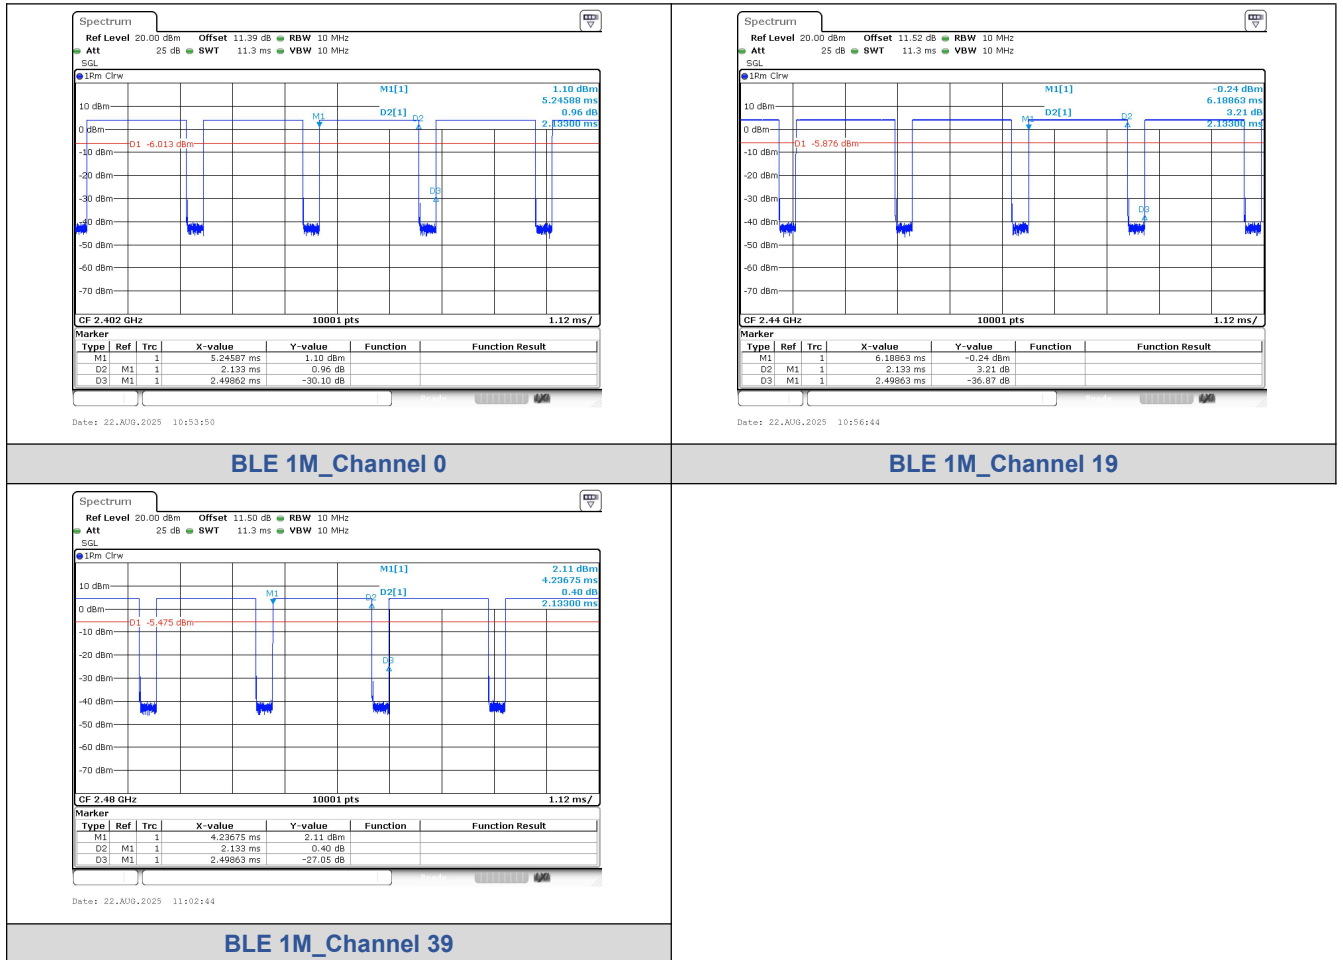 Spectrum
Ref Level 20.00 dBm Offset 11.39 dB RBW 10 MHz
Att 25 dB SWT 11.3 ms VBW 10 MHz
SGL
1Rm Clrw
M1[1] 1.10 dBm
5.24588 ms
D2[1] 0.96 dB
2.13300 ms
M1
D2
D3
10 dBm
0 dBm
D1 -6.013 dBm
-10 dBm
-20 dBm
-30 dBm
-40 dBm
-50 dBm
-60 dBm
-70 dBm
CF 2.402 GHz 10001 pts 1.12 ms/
Marker
Type Ref Trc X-value Y-value Function Function Result
M1 1 5.24587 ms 1.10 dBm
D2 M1 1 2.133 ms 0.96 dB
D3 M1 1 2.49862 ms -30.10 dB
Date: 22.AUG.2025 10:53:50
BLE 1M_Channel 0
Spectrum
Ref Level 20.00 dBm Offset 11.52 dB RBW 10 MHz
Att 25 dB SWT 11.3 ms VBW 10 MHz
SGL
1Rm Clrw
M1[1] -0.24 dBm
6.18863 ms
D2[1] 3.21 dB
2.13300 ms
M1
D2
D3
10 dBm
0 dBm
D1 -5.876 dBm
-10 dBm
-20 dBm
-30 dBm
-40 dBm
-50 dBm
-60 dBm
-70 dBm
CF 2.44 GHz 10001 pts 1.12 ms/
Marker
Type Ref Trc X-value Y-value Function Function Result
M1 1 6.18863 ms -0.24 dBm
D2 M1 1 2.133 ms 3.21 dB
D3 M1 1 2.49863 ms -36.87 dB
Date: 22.AUG.2025 10:56:44
BLE 1M_Channel 19
Spectrum
Ref Level 20.00 dBm Offset 11.50 dB RBW 10 MHz
Att 25 dB SWT 11.3 ms VBW 10 MHz
SGL
1Rm Clrw
M1[1] 2.11 dBm
4.23675 ms
D2[1] 0.40 dB
2.13300 ms
M1
D2
D3
10 dBm
0 dBm
D1 -5.475 dBm
-10 dBm
-20 dBm
-30 dBm
-40 dBm
-50 dBm
-60 dBm
-70 dBm
CF 2.48 GHz 10001 pts 1.12 ms/
Marker
Type Ref Trc X-value Y-value Function Function Result
M1 1 4.23675 ms 2.11 dBm
D2 M1 1 2.133 ms 0.40 dB
D3 M1 1 2.49863 ms -27.05 dB
Date: 22.AUG.2025 11:02:44
BLE 1M_Channel 39